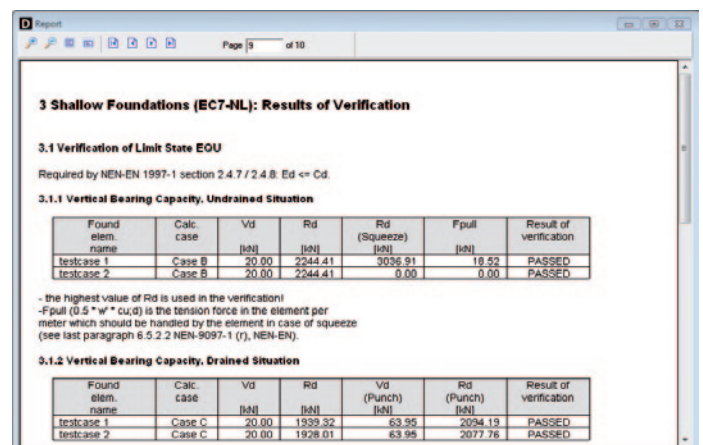 D Report
Page 9 of 10
3 Shallow Foundations (EC7-NL): Results of Verification
3.1 Verification of Limit State EQU
Required by NEN-EN 1997-1 section 2.4.7 / 2.4.8: Ed <= Cd.
3.1.1 Vertical Bearing Capacity, Undrained Situation
Found Calc. Vd Rd Rd Fpull Result of
elem. case (Squeeze) verification
name [kN] [kN] [kN] [kN]
testcase 1 Case B 20.00 2244.41 3036.91 18.52 PASSED
testcase 2 Case B 20.00 2244.41 0.00 0.00 PASSED
- the highest value of Rd is used in the verification!
-Fpull (0.5 * w' * cu;d) is the tension force in the element per
meter which should be handled by the element in case of squeeze
(see last paragraph 6.5.2.2 NEN-9097-1 (r), NEN-EN).
3.1.2 Vertical Bearing Capacity, Drained Situation
Found Calc. Vd Rd Vd Rd Result of
elem. case (Punch) (Punch) verification
name [kN] [kN] [kN] [kN]
testcase 1 Case C 20.00 1939.32 63.95 2094.19 PASSED
testcase 2 Case C 20.00 1928.01 63.95 2077.76 PASSED